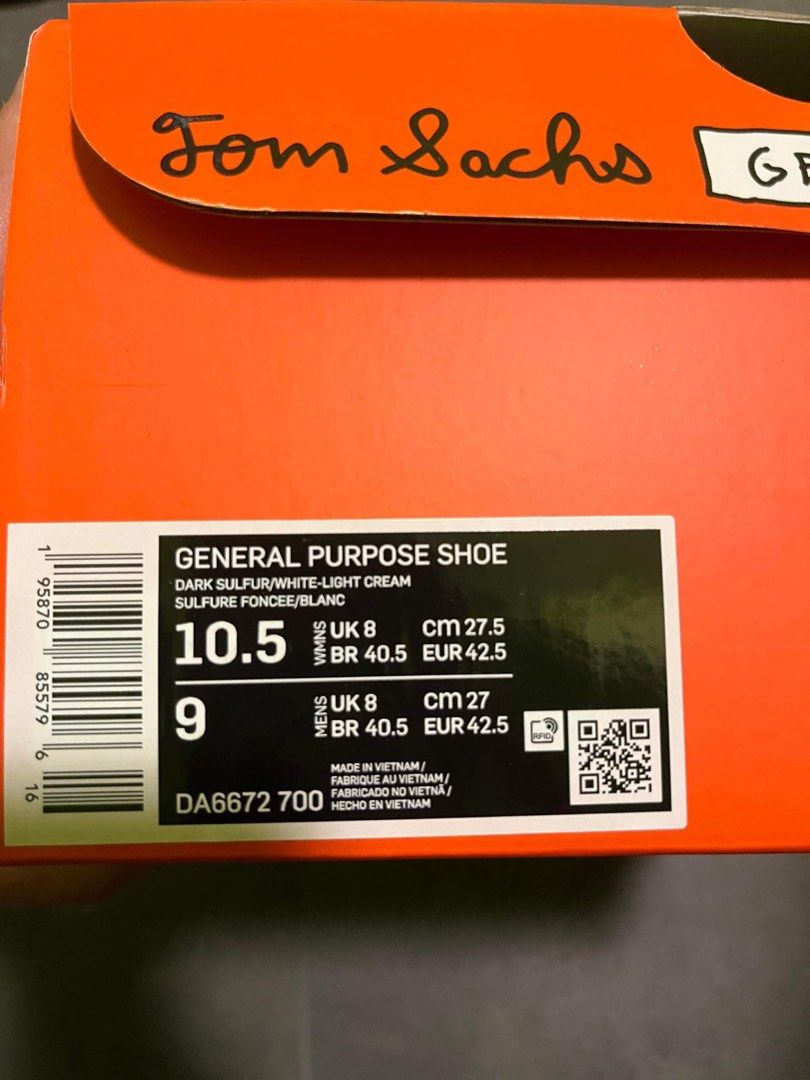 Tom Sachs
GENERAL PURPOSE SHOE
DARK SULFUR/WHITE-LIGHT CREAM
SULFURE FONCEE/BLANC
10.5
WMNS
UK 8 cm 27.5
BR 40.5 EUR 42.5
9
MENS
UK 8 cm 27
BR 40.5 EUR 42.5
RFID
DA6672 700
MADE IN VIETNAM /
FABRIQUE AU VIETNAM /
FABRICADO NO VIETNÃ /
HECHO EN VIETNAM
1 95870 85579 6 16